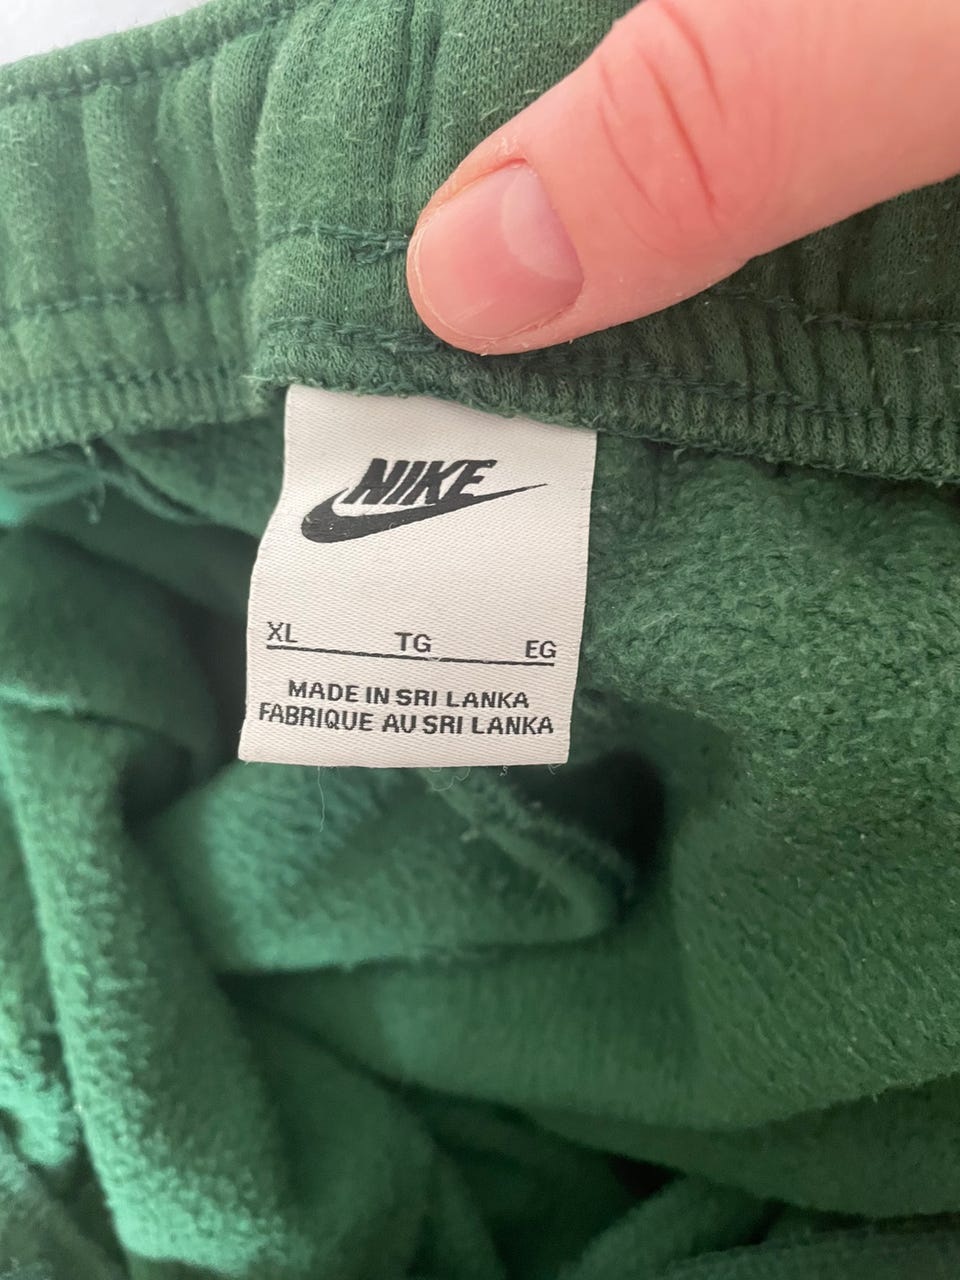 NIKE
XL TG EG
MADE IN SRI LANKA
FABRIQUE AU SRI LANKA